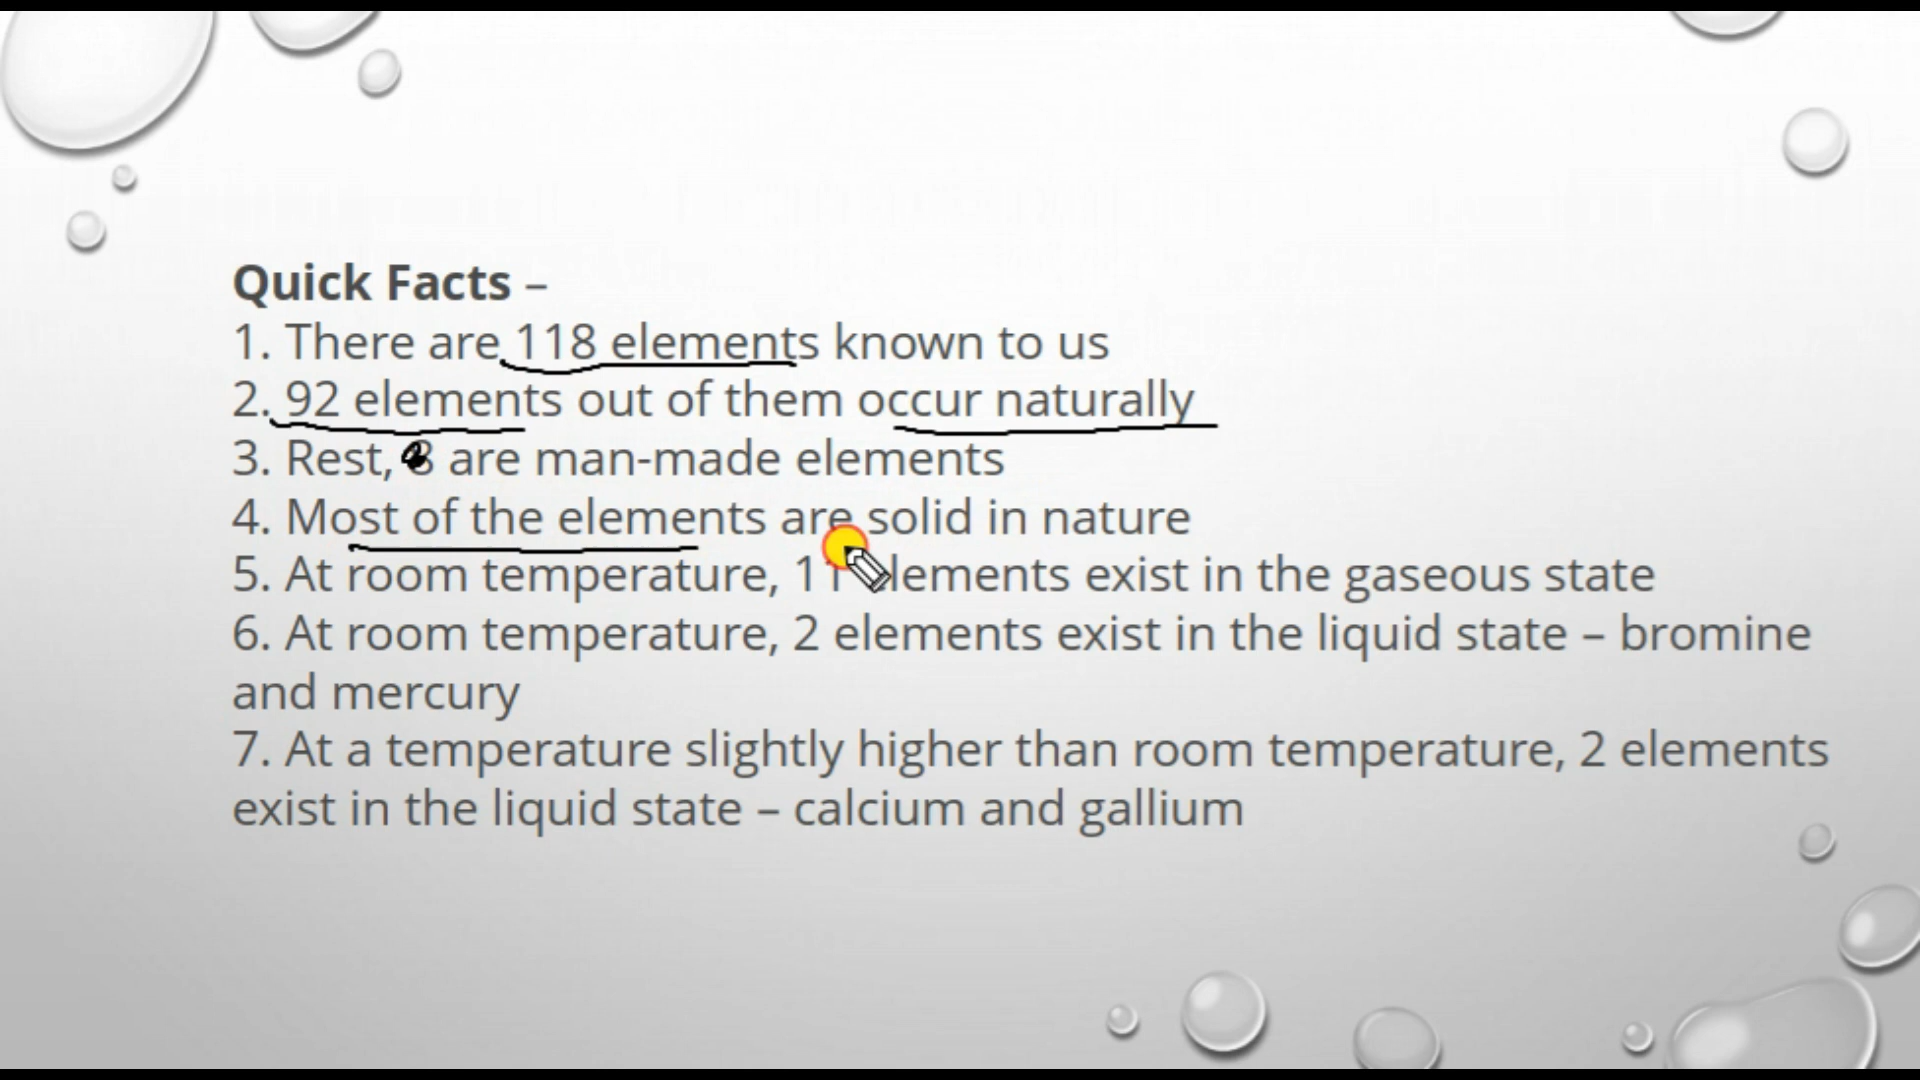 Quick Facts –
1. There are 118 elements known to us
2. 92 elements out of them occur naturally
3. Rest, are man-made elements
4. Most of the elements are solid in nature
5. At room temperature, 11 elements exist in the gaseous state
6. At room temperature, 2 elements exist in the liquid state – bromine
and mercury
7. At a temperature slightly higher than room temperature, 2 elements
exist in the liquid state – calcium and gallium